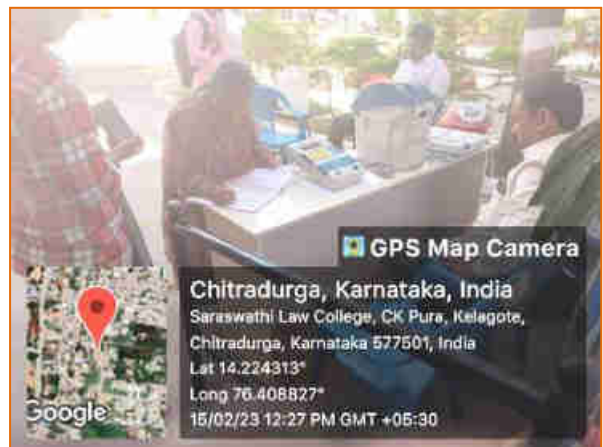 GPS Map Camera
Chitradurga, Karnataka, India
Saraswathi Law College, CK Pura, Kelagote,
Chitradurga, Karnataka 577501, India
Lat 14.224313°
Long 76.408827°
15/02/23 12:27 PM GMT +05:30
Google